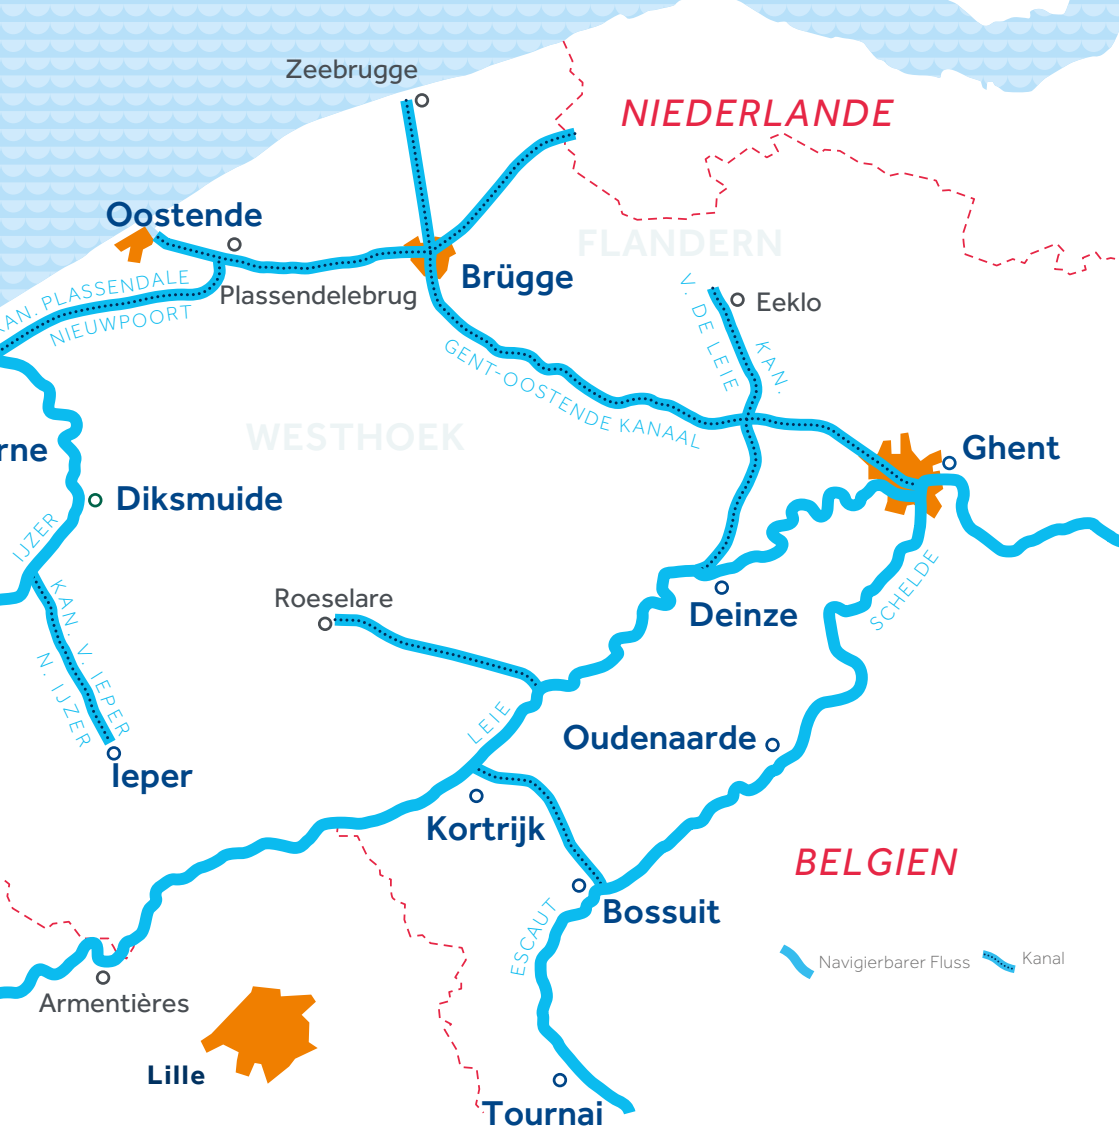 Zeebrugge
NIEDERLANDE
Oostende
FLANDERN
Brügge
KAN. PLASSENDALE
NIEUWPOORT
Plassendelebrug
Eeklo
V. DE LEIE
KAN.
GENT-OOSTENDE KANAAL
WESTHOEK
rne
Ghent
Diksmuide
IJZER
KAN. V. IEPER
N. IJZER
SCHELDE
Roeselare
Deinze
LEIE
Oudenaarde
Ieper
Kortrijk
BELGIEN
Bossuit
ESCAUT
Navigierbarer Fluss
Kanal
Armentières
Lille
Tournai